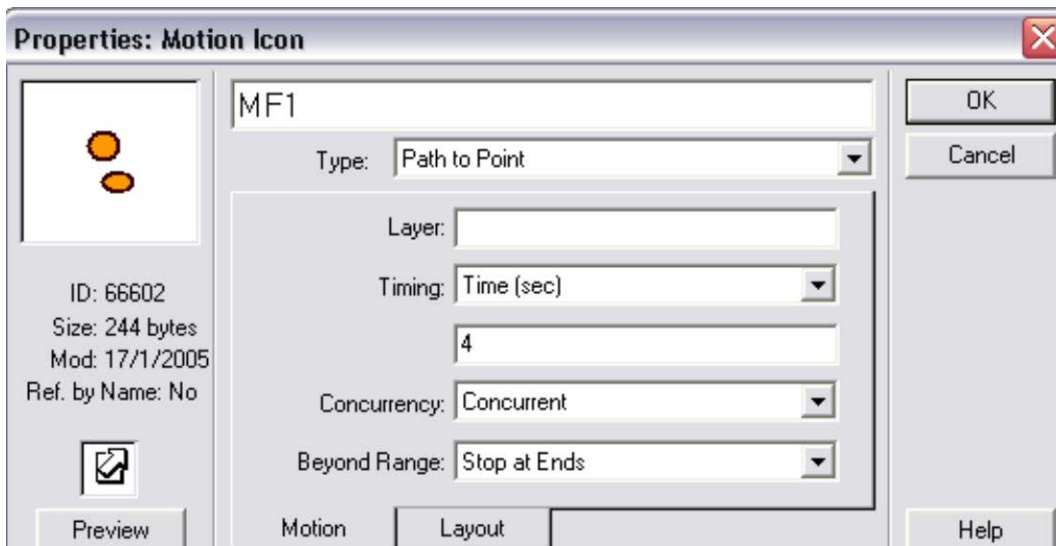 Properties: Motion Icon
MF1
OK
Type: Path to Point
Cancel
Layer:
ID: 66602
Timing: Time (sec)
Size: 244 bytes
4
Mod: 17/1/2005
Ref. by Name: No
Concurrency: Concurrent
Beyond Range: Stop at Ends
Preview
Motion
Layout
Help